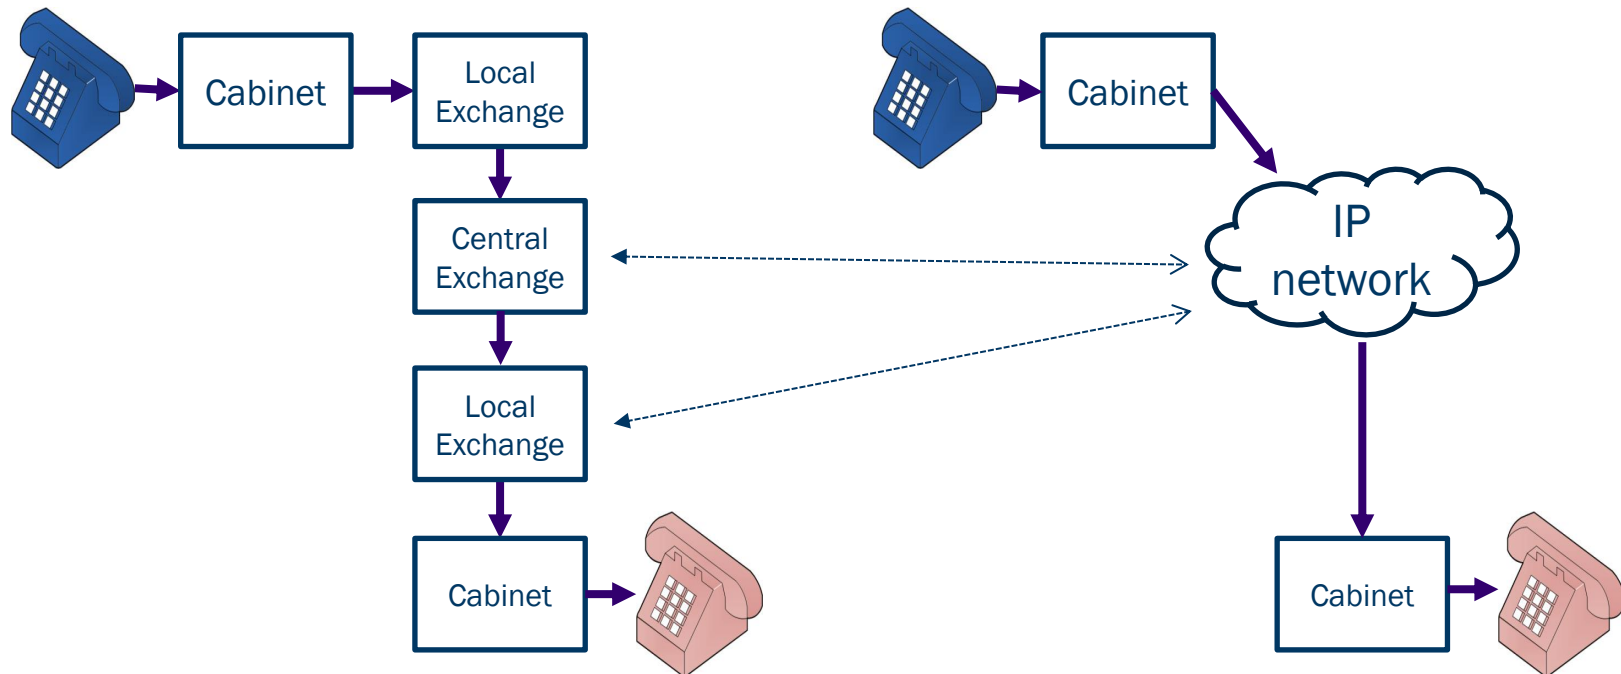 Cabinet
Local
Exchange
Central
Exchange
Local
Exchange
Cabinet
Cabinet
IP
network
Cabinet